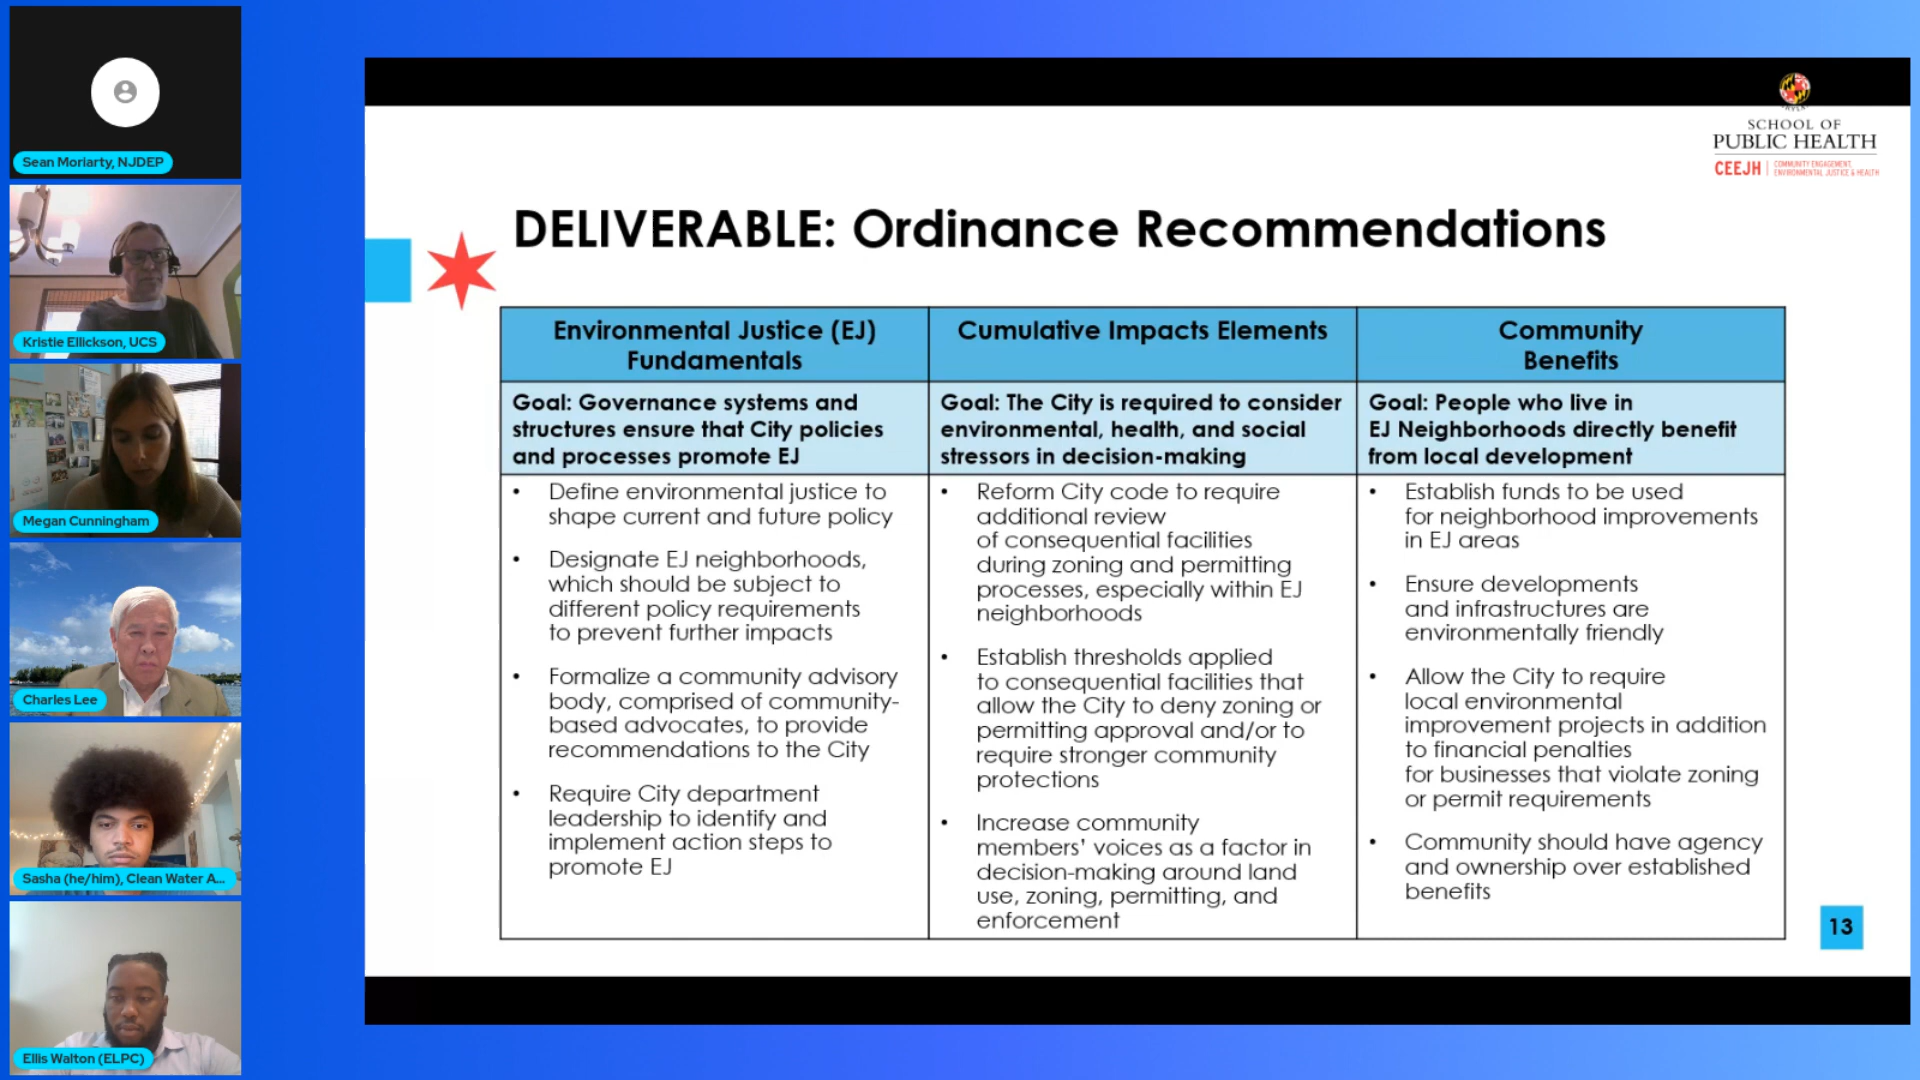 Sean Moriarty, NJDEP
Kristie Ellickson, UCS
Megan Cunningham
Charles Lee
Sasha (he/him), Clean Water A...
Ellis Walton (ELPC)
SCHOOL OF
PUBLIC HEALTH
CEEJH
COMMUNITY ENGAGEMENT,
ENVIRONMENTAL JUSTICE & HEALTH
DELIVERABLE: Ordinance Recommendations
Environmental Justice (EJ)
Fundamentals
Goal: Governance systems and
structures ensure that City policies
and processes promote EJ
• Define environmental justice to
shape current and future policy
• Designate EJ neighborhoods,
which should be subject to
different policy requirements
to prevent further impacts
• Formalize a community advisory
body, comprised of community-
based advocates, to provide
recommendations to the City
• Require City department
leadership to identify and
implement action steps to
promote EJ
Cumulative Impacts Elements
Goal: The City is required to consider
environmental, health, and social
stressors in decision-making
• Reform City code to require
additional review
of consequential facilities
during zoning and permitting
processes, especially within EJ
neighborhoods
• Establish thresholds applied
to consequential facilities that
allow the City to deny zoning or
permitting approval and/or to
require stronger community
protections
• Increase community
members' voices as a factor in
decision-making around land
use, zoning, permitting, and
enforcement
Community
Benefits
Goal: People who live in
EJ Neighborhoods directly benefit
from local development
• Establish funds to be used
for neighborhood improvements
in EJ areas
• Ensure developments
and infrastructures are
environmentally friendly
• Allow the City to require
local environmental
improvement projects in addition
to financial penalties
for businesses that violate zoning
or permit requirements
• Community should have agency
and ownership over established
benefits
13